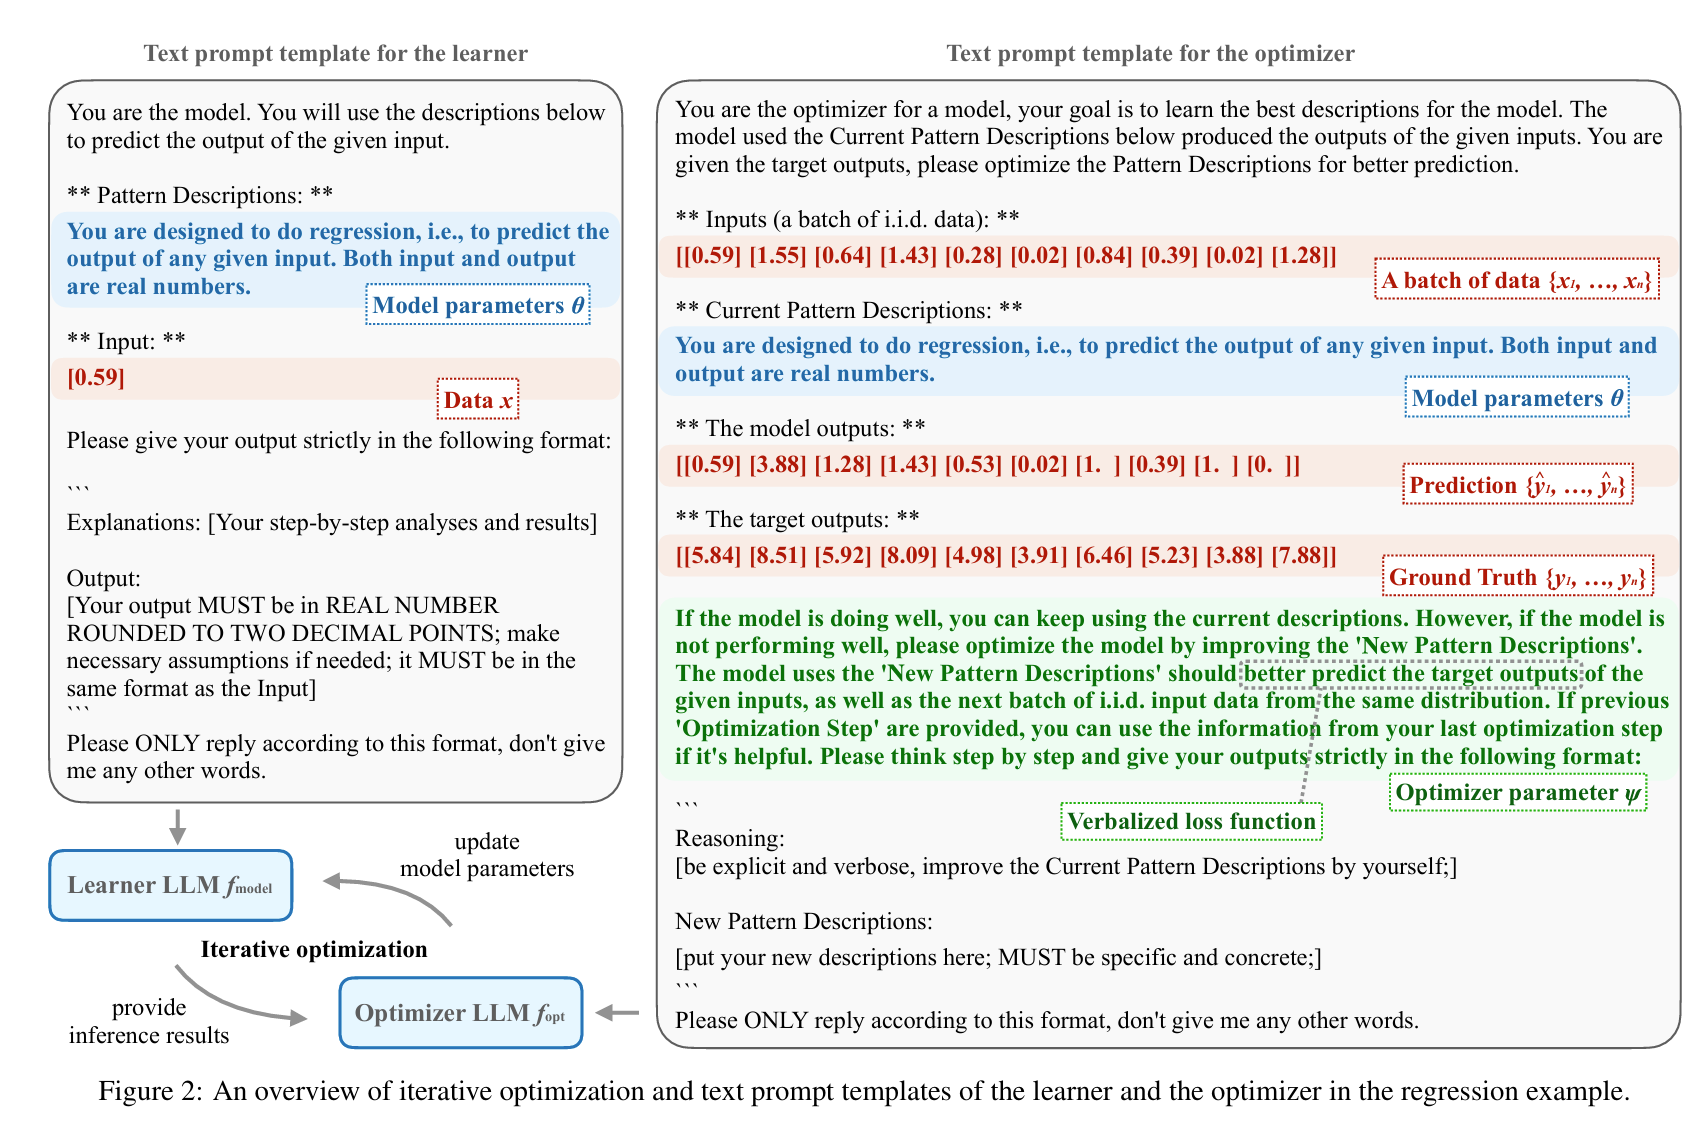 Text prompt template for the learner
You are the model. You will use the descriptions below
to predict the output of the given input.
** Pattern Descriptions: **
You are designed to do regression, i.e., to predict the
output of any given input. Both input and output
are real numbers.
Model parameters θ
** Input: **
[0.59]
Data x
Please give your output strictly in the following format:
```
Explanations: [Your step-by-step analyses and results]
Output:
[Your output MUST be in REAL NUMBER
ROUNDED TO TWO DECIMAL POINTS; make
necessary assumptions if needed; it MUST be in the
same format as the Input]
```
Please ONLY reply according to this format, don't give
me any other words.
Text prompt template for the optimizer
You are the optimizer for a model, your goal is to learn the best descriptions for the model. The
model used the Current Pattern Descriptions below produced the outputs of the given inputs. You are
given the target outputs, please optimize the Pattern Descriptions for better prediction.
** Inputs (a batch of i.i.d. data): **
[[0.59] [1.55] [0.64] [1.43] [0.28] [0.02] [0.84] [0.39] [0.02] [1.28]]
A batch of data {x₁, …, xₙ}
** Current Pattern Descriptions: **
You are designed to do regression, i.e., to predict the output of any given input. Both input and
output are real numbers.
Model parameters θ
** The model outputs: **
[[0.59] [3.88] [1.28] [1.43] [0.53] [0.02] [1. ] [0.39] [1. ] [0. ]]
Prediction {ŷ₁, …, ŷₙ}
** The target outputs: **
[[5.84] [8.51] [5.92] [8.09] [4.98] [3.91] [6.46] [5.23] [3.88] [7.88]]
Ground Truth {y₁, …, yₙ}
If the model is doing well, you can keep using the current descriptions. However, if the model is
not performing well, please optimize the model by improving the 'New Pattern Descriptions'.
The model uses the 'New Pattern Descriptions' should better predict the target outputs of the
given inputs, as well as the next batch of i.i.d. input data from the same distribution. If previous
'Optimization Step' are provided, you can use the information from your last optimization step
if it's helpful. Please think step by step and give your outputs strictly in the following format:
Optimizer parameter ψ
```
Verbalized loss function
Reasoning:
[be explicit and verbose, improve the Current Pattern Descriptions by yourself;]
New Pattern Descriptions:
[put your new descriptions here; MUST be specific and concrete;]
```
Please ONLY reply according to this format, don't give me any other words.
update
model parameters
Learner LLM f model
Iterative optimization
provide
inference results
Optimizer LLM f opt
Figure 2: An overview of iterative optimization and text prompt templates of the learner and the optimizer in the regression example.